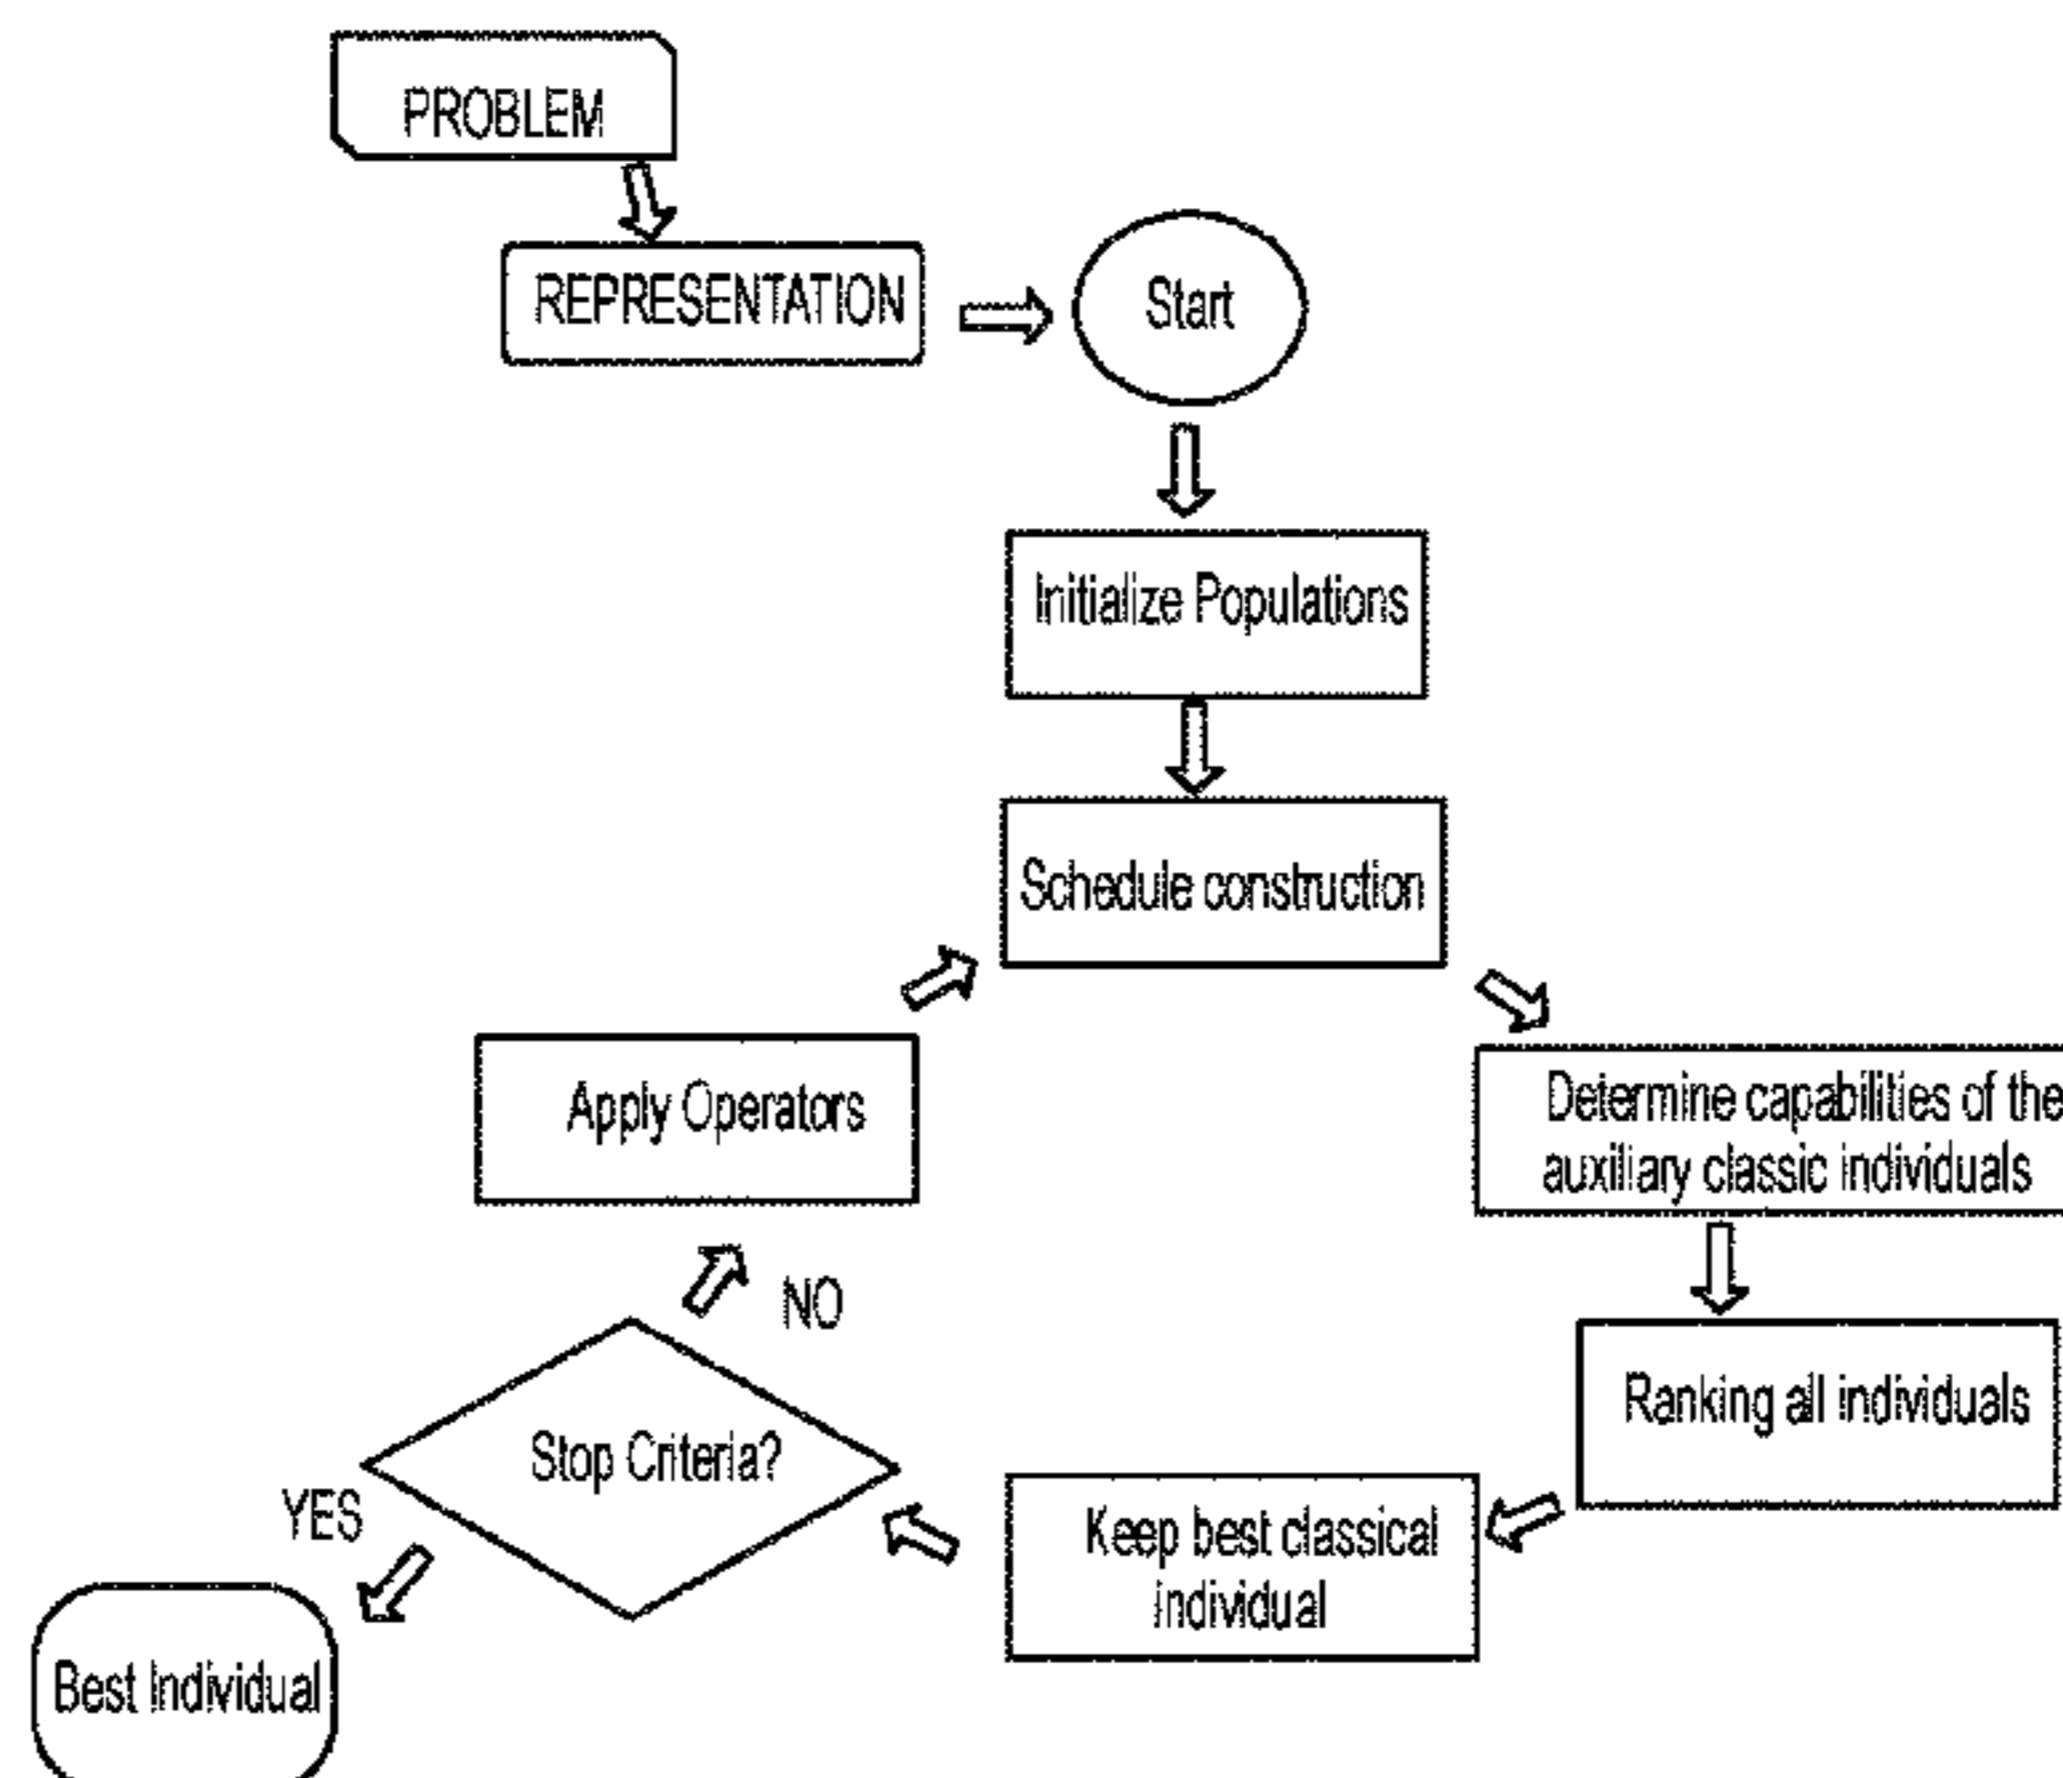 PROBLEM
REPRESENTATION
Start
Initialize Populations
Schedule construction
Apply Operators
Determine capabilities of the
auxiliary classic individuals
NO
Ranking all individuals
Stop Criteria?
YES
Keep best classical
individual
Best Individual